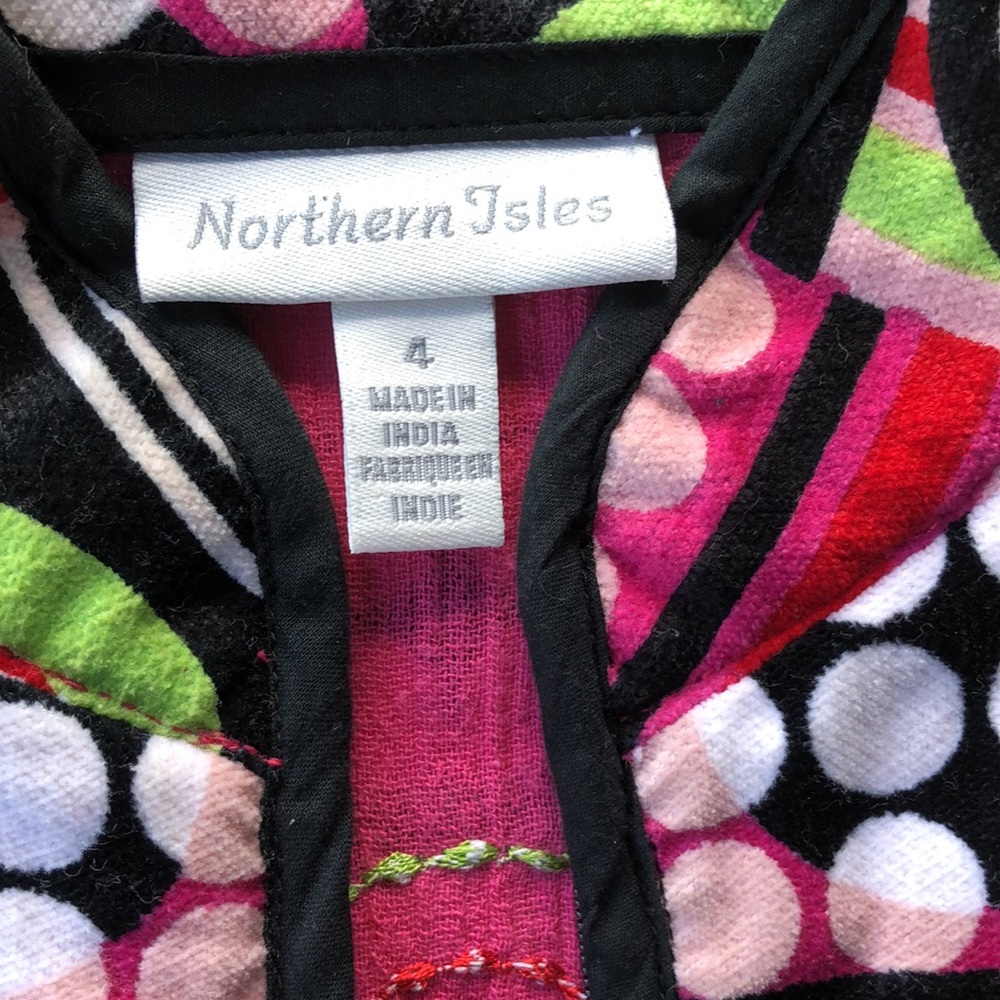 Northern Isles
4
MADE IN
INDIA
FABRIQUE EN
INDIE